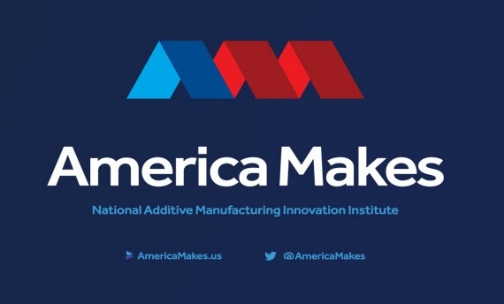 America Makes
National Additive Manufacturing Innovation Institute
AmericaMakes.us @AmericaMakes